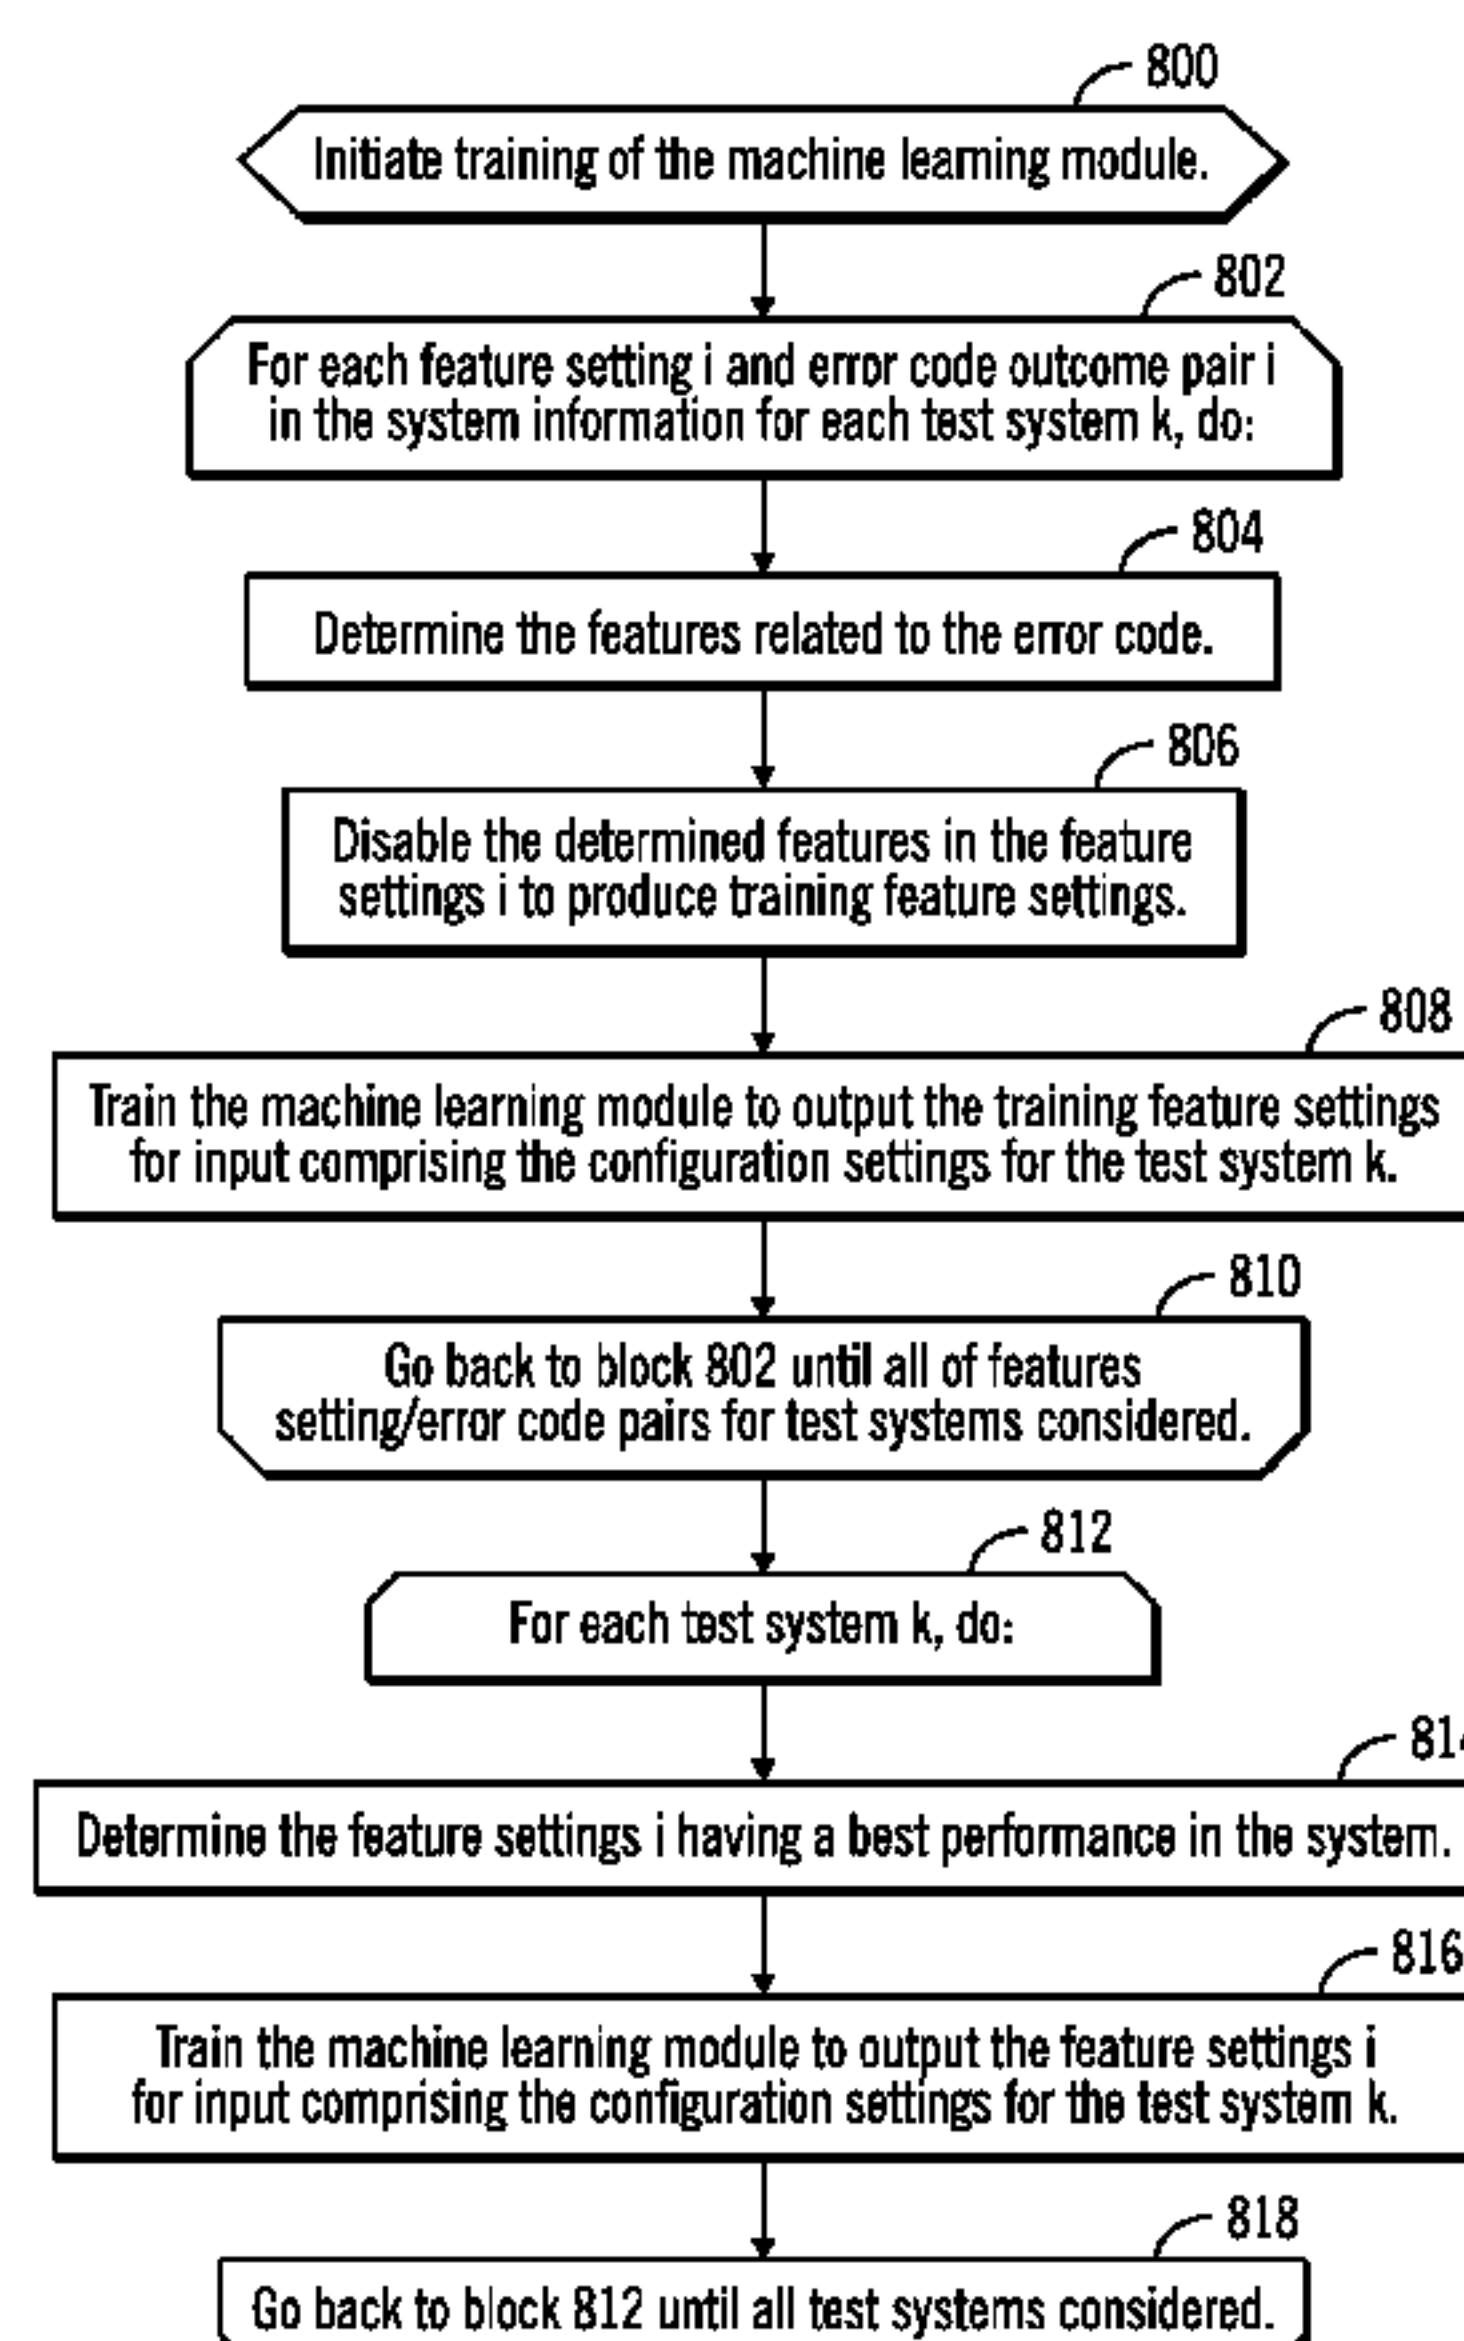 800
Initiate training of the machine learning module.
802
For each feature setting i and error code outcome pair i
in the system information for each test system k, do:
804
Determine the features related to the error code.
806
Disable the determined features in the feature
settings i to produce training feature settings.
808
Train the machine learning module to output the training feature settings
for input comprising the configuration settings for the test system k.
810
Go back to block 802 until all of features
setting/error code pairs for test systems considered.
812
For each test system k, do:
814
Determine the feature settings i having a best performance in the system.
816
Train the machine learning module to output the feature settings i
for input comprising the configuration settings for the test system k.
818
Go back to block 812 until all test systems considered.